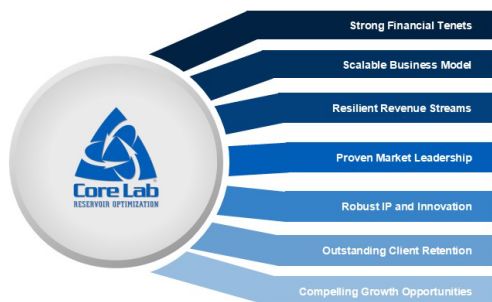 Strong Financial Tenets
Scalable Business Model
Resilient Revenue Streams
Proven Market Leadership
Core Lab
RESERVOIR OPTIMIZATION
Robust IP and Innovation
Outstanding Client Retention
Compelling Growth Opportunities